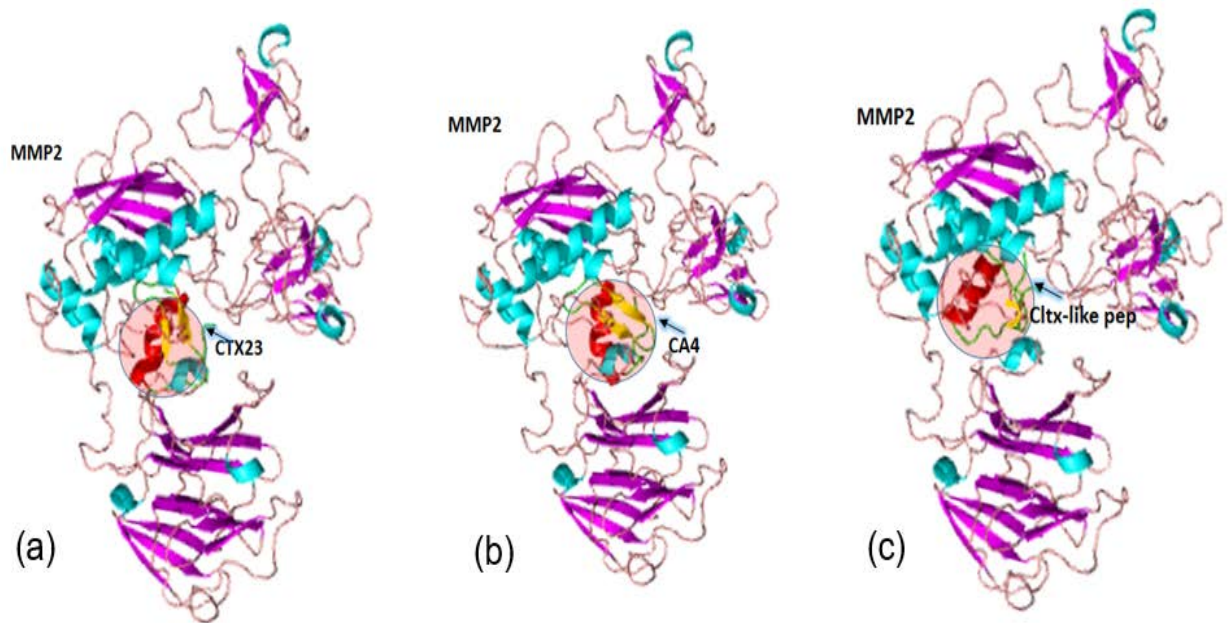 MMP2
CTX23
(a)
MMP2
CA4
(b)
MMP2
Cltx-like pep
(c)